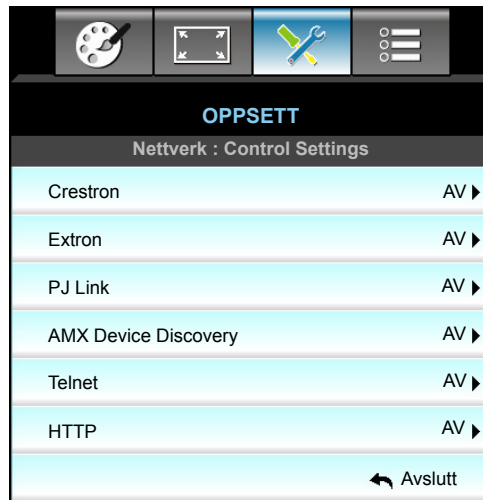 OPPSETT
Nettverk : Control Settings
Crestron AV
Extron AV
PJ Link AV
AMX Device Discovery AV
Telnet AV
HTTP AV
Avslutt